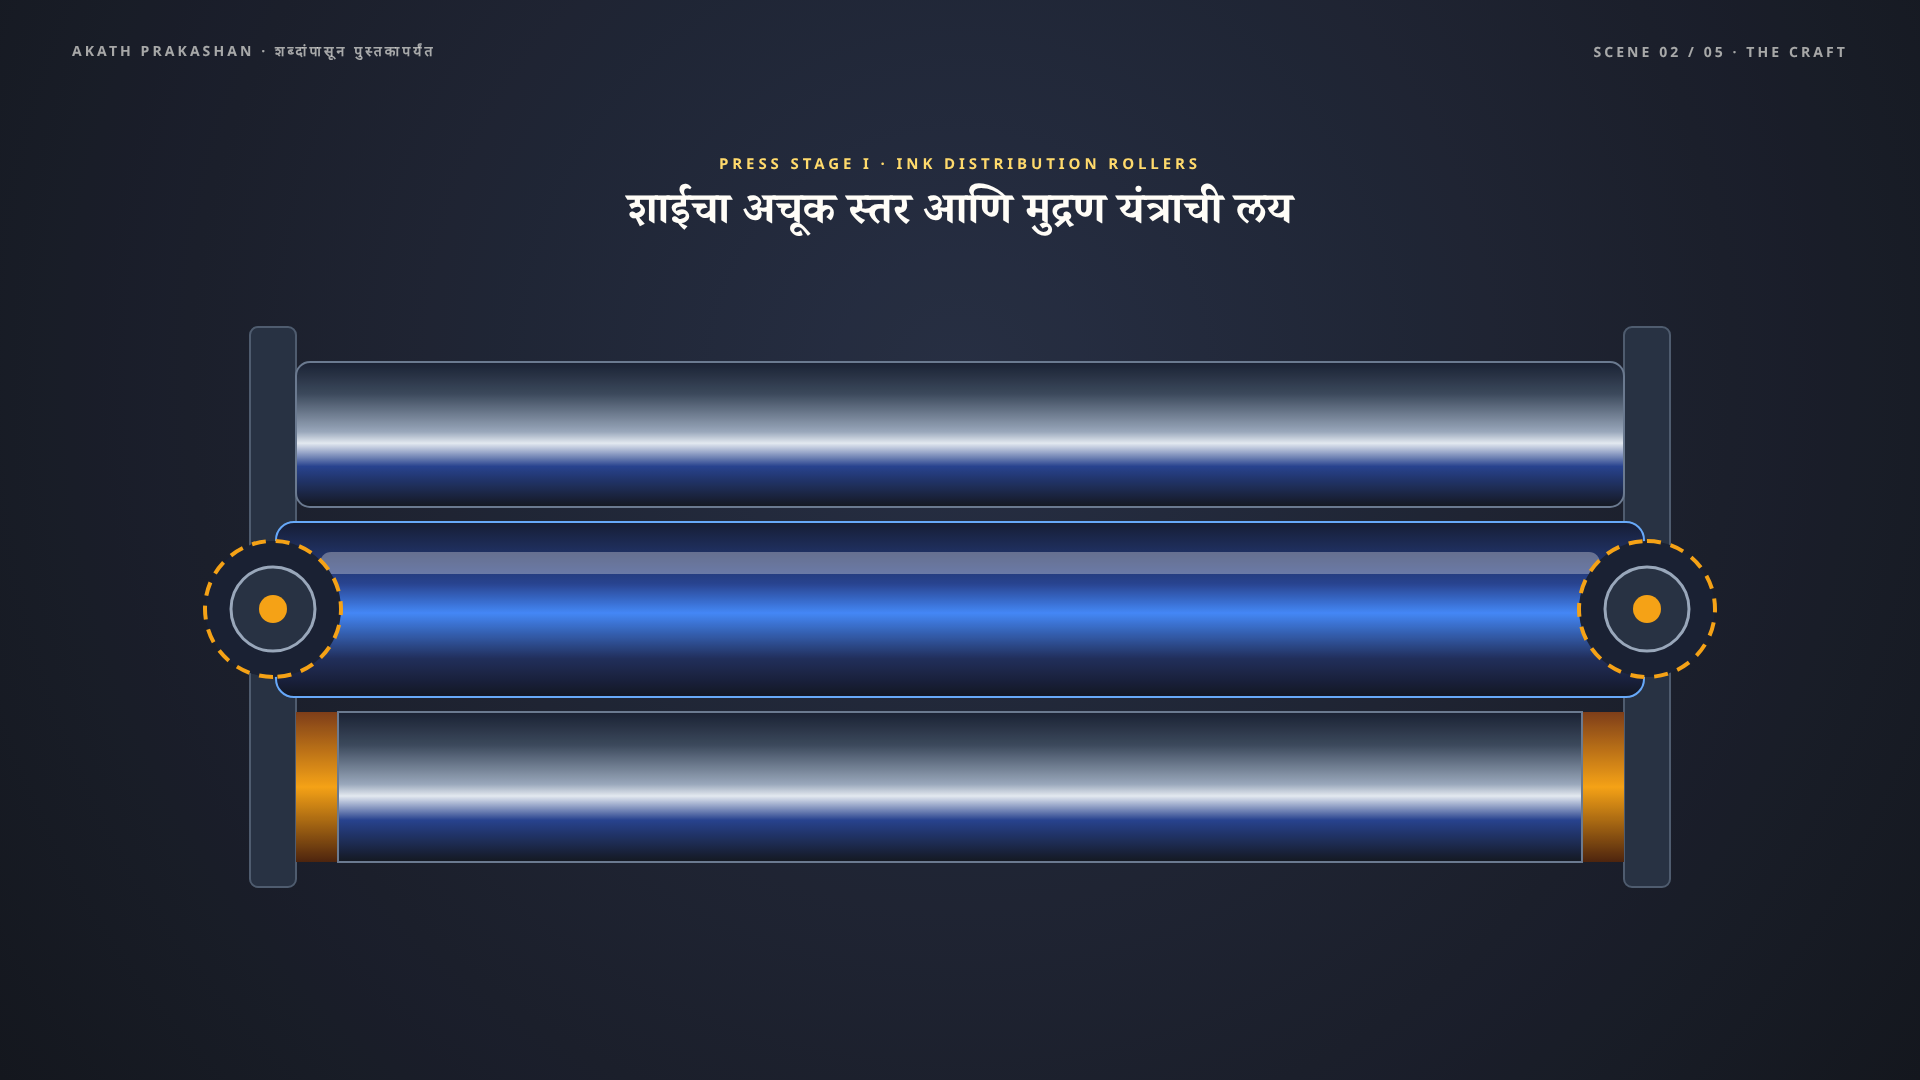 AKATH PRAKASHAN · शब्दांपासून पुस्तकापर्यंत
SCENE 02 / 05 · THE CRAFT
PRESS STAGE I · INK DISTRIBUTION ROLLERS
शाईचा अचूक स्तर आणि मुद्रण यंत्राची लय